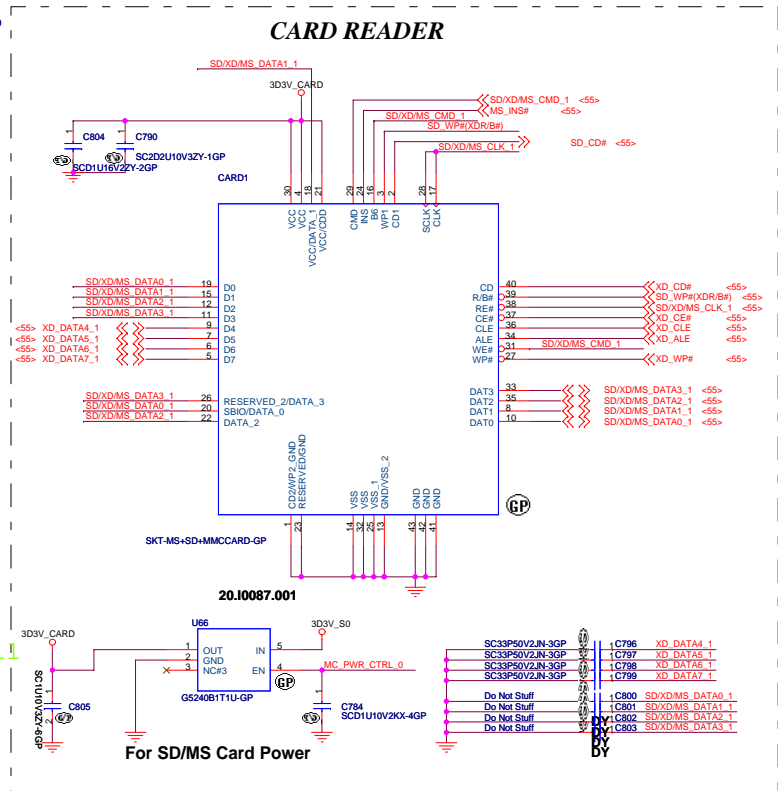 CARD READER
SD/XD/MS_DATA1_1
3D3V_CARD
SD/XD/MS_CMD_1 <55>
MS_INS# <55>
SD/XD/MS_CMD_1
SD_WP#(XDR/B#)
SD_CD# <55>
SD/XD/MS_CLK_1
1 C804
SCD1U16V2ZY-2GP
1 C790
SC2D2U10V3ZY-1GP
CARD1
30 4 18 21 29 24 16 3 2 28 17
VCC
VCC
VCC/DATA_1
VCC/CDD
CMD
INS
B6
WP1
CD1
SCLK
CLK
SD/XD/MS_DATA0_1 19 D0
SD/XD/MS_DATA1_1 15 D1
SD/XD/MS_DATA2_1 12 D2
SD/XD/MS_DATA3_1 11 D3
<55> XD_DATA4_1 9 D4
<55> XD_DATA5_1 7 D5
<55> XD_DATA6_1 6 D6
<55> XD_DATA7_1 5 D7
SD/XD/MS_DATA3_1 26 RESERVED_2/DATA_3
SD/XD/MS_DATA0_1 20 SBIO/DATA_0
SD/XD/MS_DATA2_1 22 DATA_2
CD 40 XD_CD# <55>
R/B# 39 SD_WP#(XDR/B#) <55>
RE# 38 SD/XD/MS_CLK_1 <55>
CE# 37 XD_CE# <55>
CLE 36 XD_CLE <55>
ALE 34 XD_ALE <55>
WE# 31 SD/XD/MS_CMD_1
WP# 27 XD_WP# <55>
DAT3 33 SD/XD/MS_DATA3_1 <55>
DAT2 35 SD/XD/MS_DATA2_1 <55>
DAT1 8 SD/XD/MS_DATA1_1 <55>
DAT0 10 SD/XD/MS_DATA0_1 <55>
CD2/WP2_GND
RESERVED/GND
VSS
VSS
VSS_1
GND/VSS_2
GND
GND
GND
1 23 14 32 25 13 43 42 41
GP
SKT-MS+SD+MMCCARD-GP
20.I0087.001
3D3V_CARD
SC1U10V3ZY-6GP
1 2 C805
U66
1 OUT
2 GND
3 NC#3
IN 5
EN 4
G5240B1T1U-GP
GP
3D3V_S0
MC_PWR_CTRL_0
1 C784
SCD1U10V2KX-4GP
For SD/MS Card Power
SC33P50V2JN-3GP 1 C796 XD_DATA4_1
SC33P50V2JN-3GP 1 C797 XD_DATA5_1
SC33P50V2JN-3GP 1 C798 XD_DATA6_1
SC33P50V2JN-3GP 1 C799 XD_DATA7_1
Do Not Stuff 1 C800 SD/XD/MS_DATA0_1
Do Not Stuff 1 C801 SD/XD/MS_DATA1_1
Do Not Stuff 1 C802 SD/XD/MS_DATA2_1
Do Not Stuff 1 C803 SD/XD/MS_DATA3_1
DY
DY
DY
DY